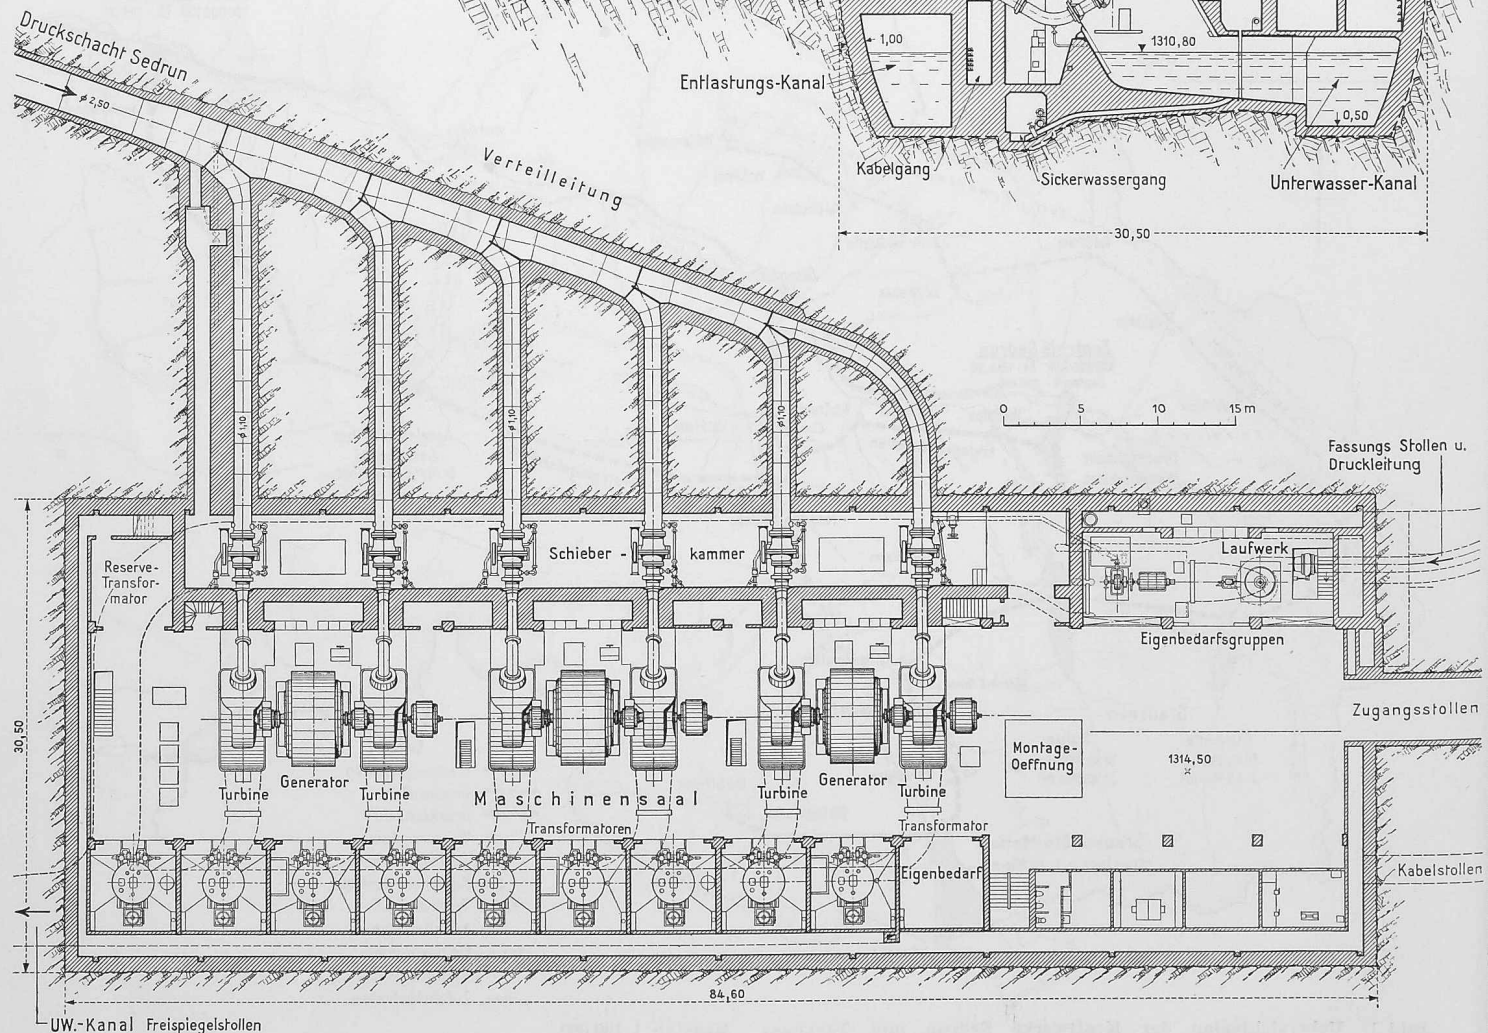 Druckschacht Sedrun
ø 2,50
Verteilleitung
1,00
1310,80
Entlastungs-Kanal
0,50
Kabelgang
Sickerwassergang
Unterwasser-Kanal
30,50
0 5 10 15 m
Fassungs Stollen u.
Druckleitung
ø 1,10
ø 1,10
ø 1,10
Reserve-
Transfor-
mator
Schieber - kammer
Laufwerk
Eigenbedarfsgruppen
Zugangsstollen
30,50
Montage-
Oeffnung
1314,50
Turbine
Generator
Turbine
Maschinensaal
Turbine
Generator
Turbine
Transformatoren
Transformator
Eigenbedarf
Kabelstollen
84,60
UW.-Kanal Freispiegelstollen